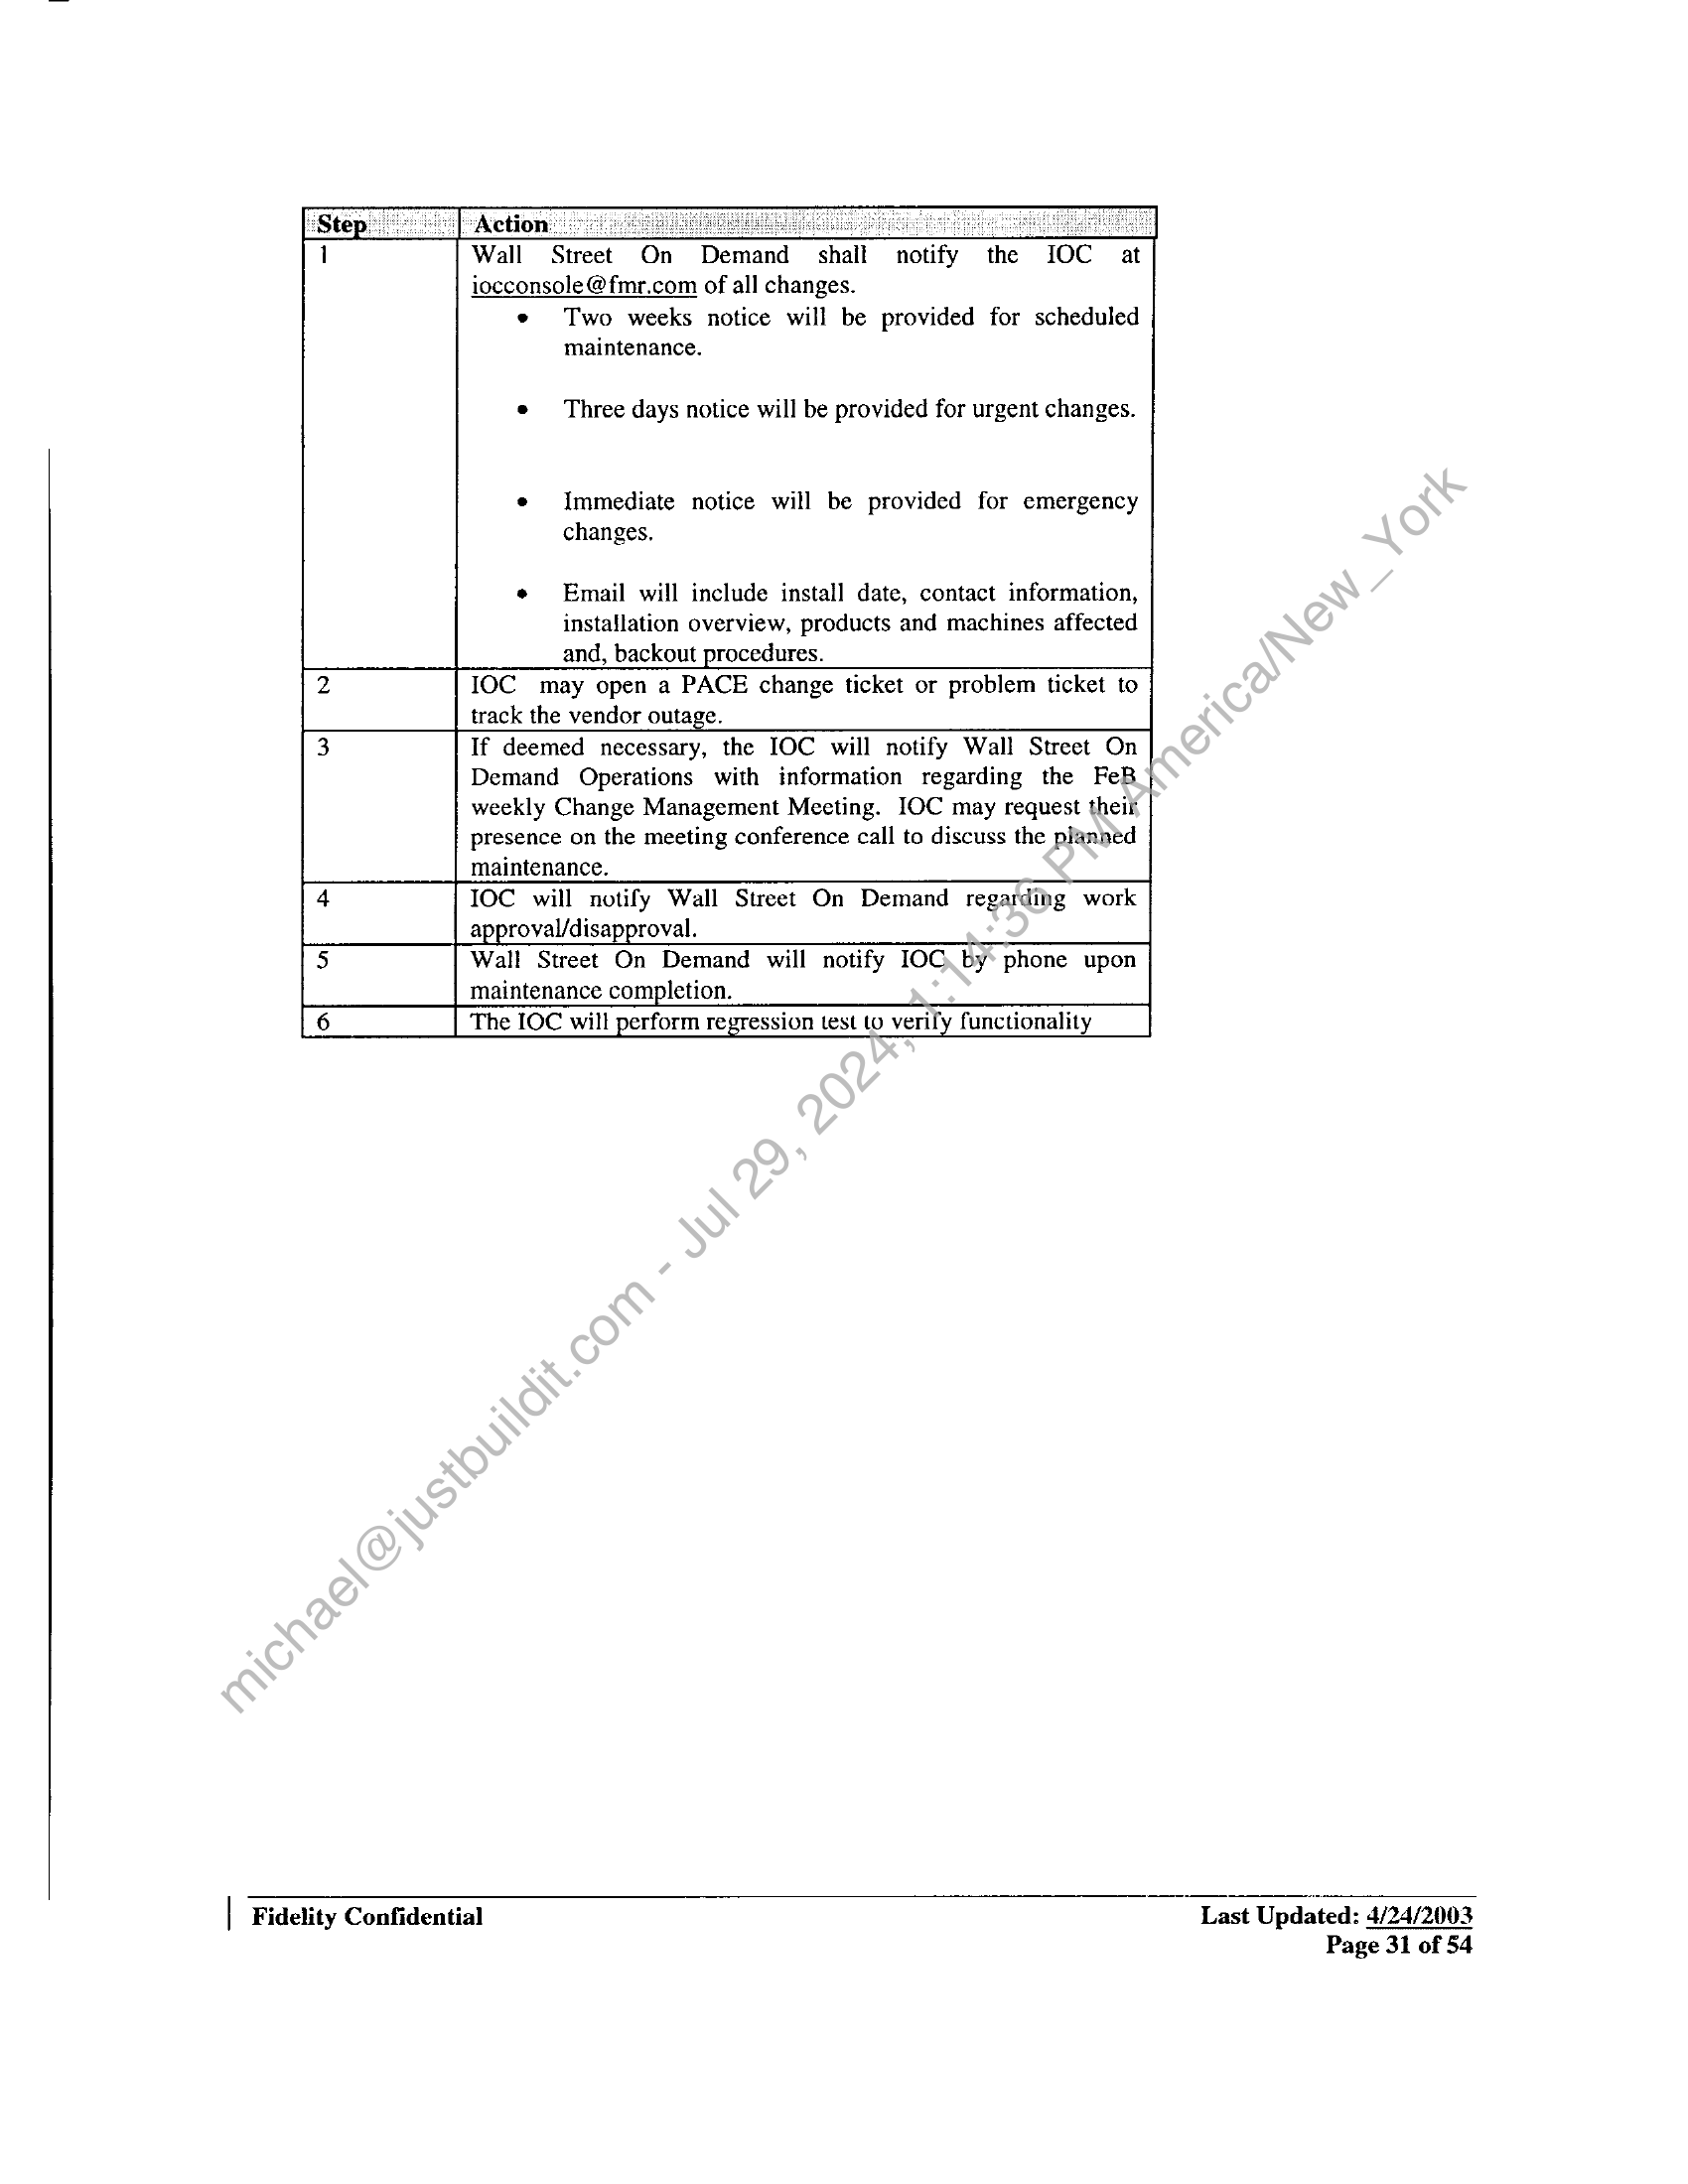 Step Action
1 Wall Street On Demand shall notify the IOC at
iocconsole@fmr.com of all changes.
• Two weeks notice will be provided for scheduled
maintenance.
• Three days notice will be provided for urgent changes.
• Immediate notice will be provided for emergency
changes.
• Email will include install date, contact information,
installation overview, products and machines affected
and, backout procedures.
2 IOC may open a PACE change ticket or problem ticket to
track the vendor outage.
3 If deemed necessary, the IOC will notify Wall Street On
Demand Operations with information regarding the FeB
weekly Change Management Meeting. IOC may request their
presence on the meeting conference call to discuss the planned
maintenance.
4 IOC will notify Wall Street On Demand regarding work
approval/disapproval.
5 Wall Street On Demand will notify IOC by phone upon
maintenance completion.
6 The IOC will perform regression test to verify functionality
michael@justbuildit.com - Jul 29, 2024, 1:14:36 PM America/New_York
Fidelity Confidential Last Updated: 4/24/2003
Page 31 of 54